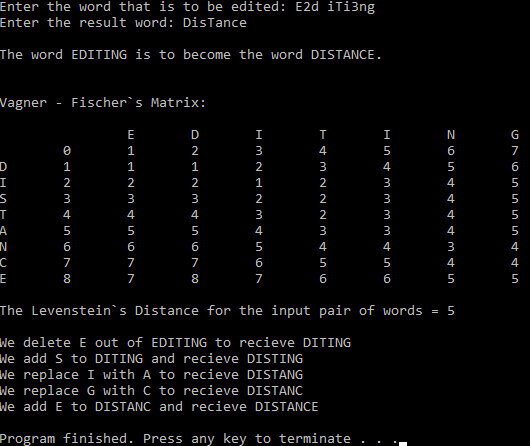 Enter the word that is to be edited: E2d iTi3ng
Enter the result word: DisTance
The word EDITING is to become the word DISTANCE.
Vagner - Fischer`s Matrix:
E D I T I N G
0 1 2 3 4 5 6 7
D 1 1 1 2 3 4 5 6
I 2 2 2 1 2 3 4 5
S 3 3 3 2 2 3 4 5
T 4 4 4 3 2 3 4 5
A 5 5 5 4 3 3 4 5
N 6 6 6 5 4 4 3 4
C 7 7 7 6 5 5 4 4
E 8 7 8 7 6 6 5 5
The Levenstein`s Distance for the input pair of words = 5
We delete E out of EDITING to recieve DITING
We add S to DITING and recieve DISTING
We replace I with A to recieve DISTANG
We replace G with C to recieve DISTANC
We add E to DISTANC and recieve DISTANCE
Program finished. Press any key to terminate . . .